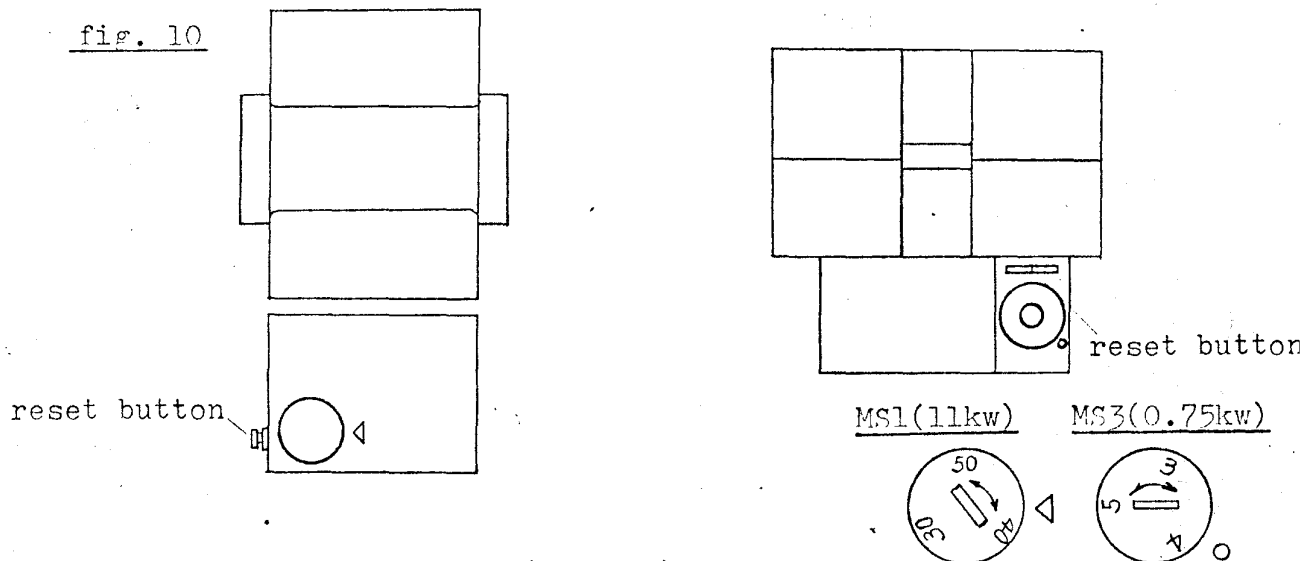 fig. 10
reset button
reset button
MS1(11kw)
MS3(0.75kw)
50
40
30
3
4
5